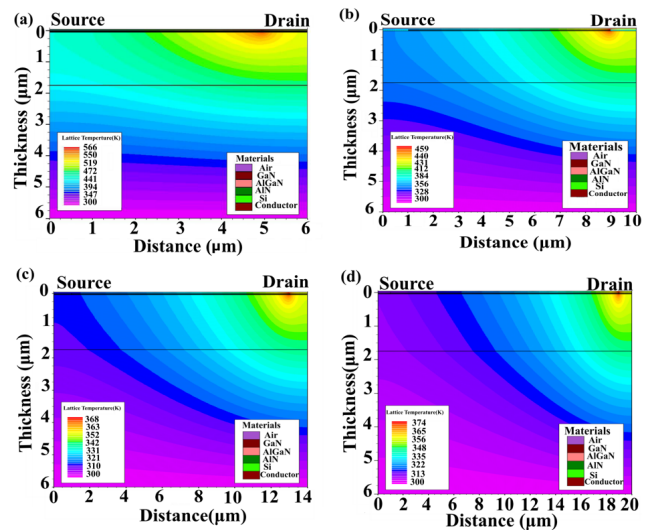 (a) Source Drain
Thickness (μm)
0
1
2
3
4
5
6
Lattice Temperture(K)
566
550
519
472
441
394
347
300
Materials
Air
GaN
AlGaN
AlN
Si
Conductor
0 1 2 3 4 5 6
Distance (μm)
(b) Source Drain
Thickness (μm)
0
1
2
3
4
5
6
Lattice Temperature(K)
459
440
431
412
384
356
328
300
Materials
Air
GaN
AlGaN
AlN
Si
Conductor
0 1 2 3 4 5 6 7 8 9 10
Distance (μm)
(c) Source Drain
Thickness (μm)
0
1
2
3
4
5
6
Lattice Temperature(K)
368
363
352
342
331
321
310
300
Materials
Air
GaN
AlGaN
AlN
Si
Conductor
0 2 4 6 8 10 12 14
Distance(μm)
(d) Source Drain
Thickness(μm)
0
1
2
3
4
5
6
Lattice Temperature(K)
374
365
356
348
335
322
313
300
Materials
Air
GaN
AlGaN
AlN
Si
Conductor
0 2 4 6 8 10 12 14 16 18 20
Distance (μm)